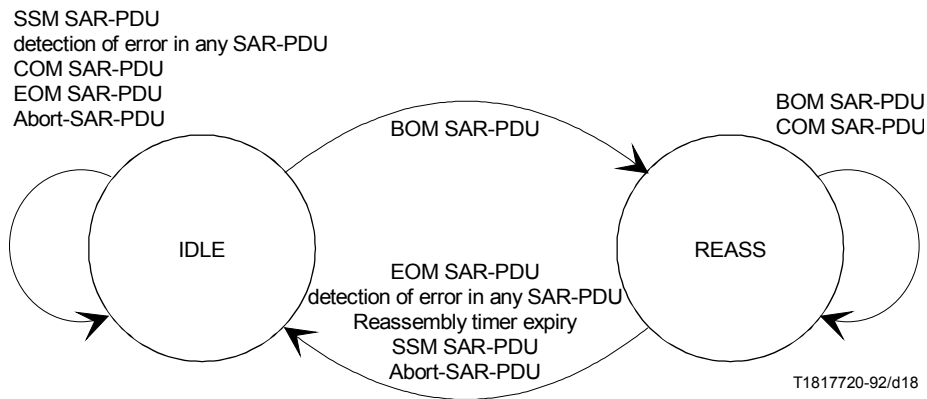 SSM SAR-PDU
detection of error in any SAR-PDU
COM SAR-PDU
EOM SAR-PDU
Abort-SAR-PDU
BOM SAR-PDU
BOM SAR-PDU
COM SAR-PDU
IDLE
REASS
EOM SAR-PDU
detection of error in any SAR-PDU
Reassembly timer expiry
SSM SAR-PDU
Abort-SAR-PDU
T1817720-92/d18